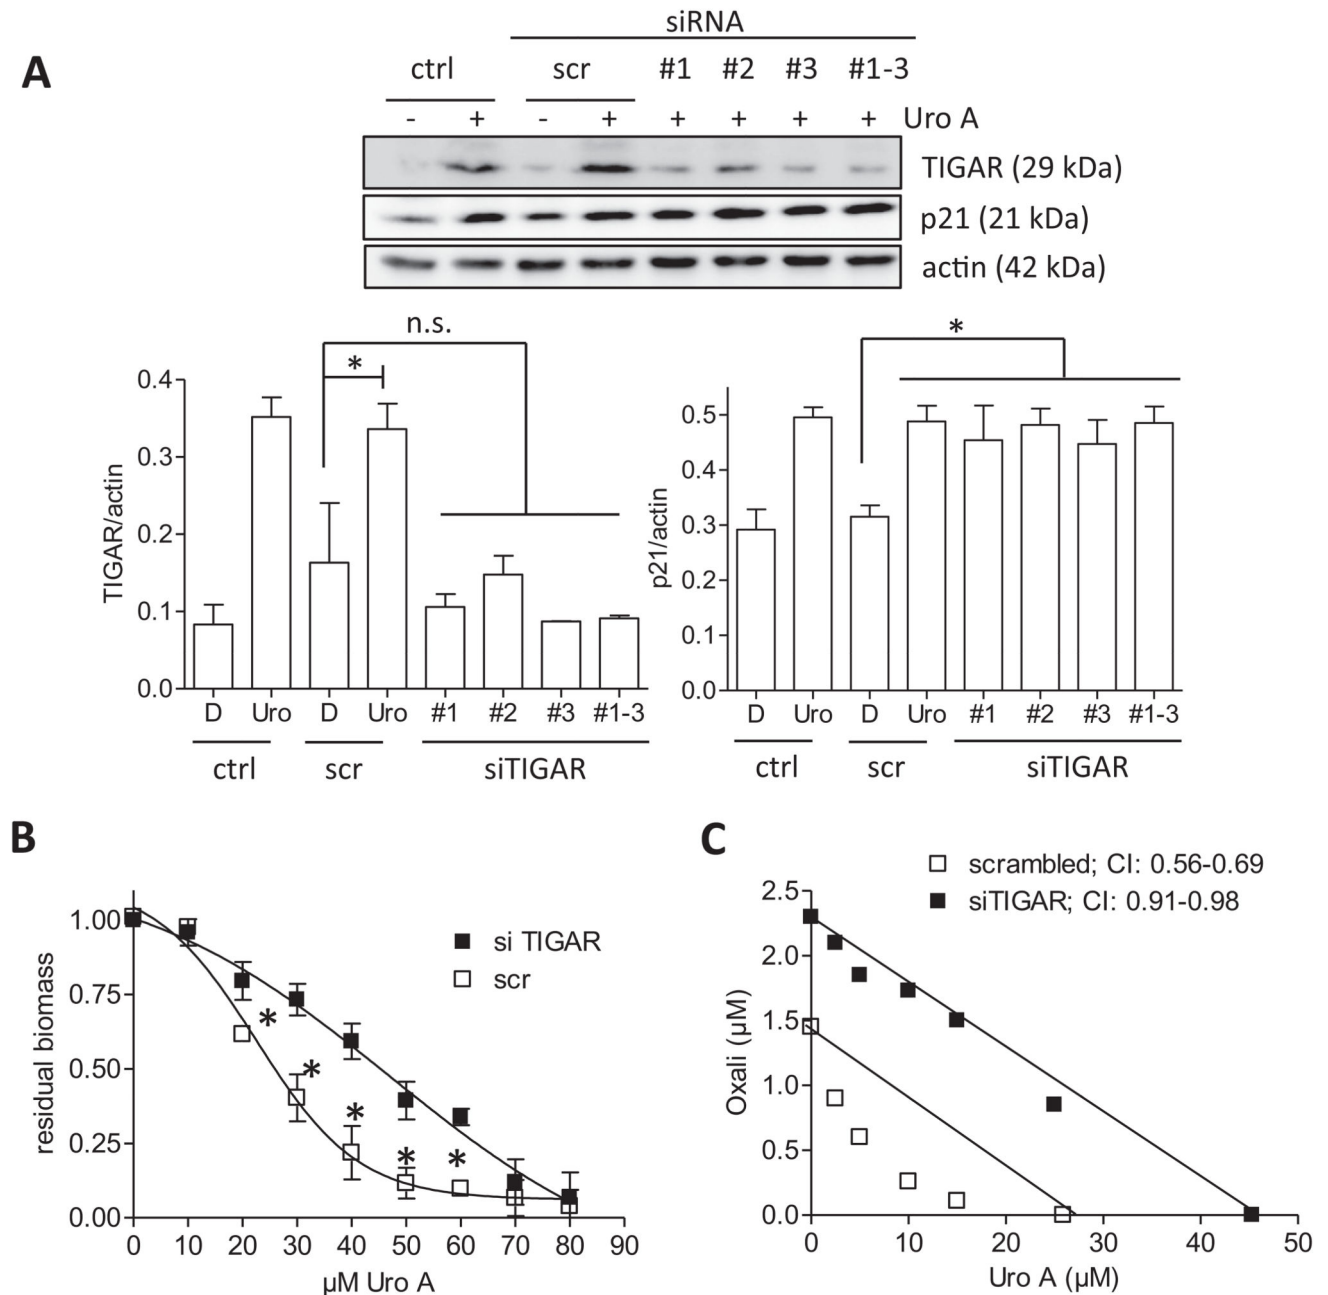 A
siRNA
ctrl scr #1 #2 #3 #1-3
- + - + + + + + Uro A
TIGAR (29 kDa)
p21 (21 kDa)
actin (42 kDa)
n.s.
*
TIGAR/actin
0.4
0.3
0.2
0.1
0.0
D Uro D Uro #1 #2 #3 #1-3
ctrl scr siTIGAR
*
p21/actin
0.5
0.4
0.3
0.2
0.1
0.0
D Uro D Uro #1 #2 #3 #1-3
ctrl scr siTIGAR
B
residual biomass
1.00
0.75
0.50
0.25
0.00
si TIGAR
scr
* * * * *
0 10 20 30 40 50 60 70 80 90
µM Uro A
C
scrambled; CI: 0.56-0.69
siTIGAR; CI: 0.91-0.98
Oxali (µM)
2.5
2.0
1.5
1.0
0.5
0.0
0 10 20 30 40 50
Uro A (µM)